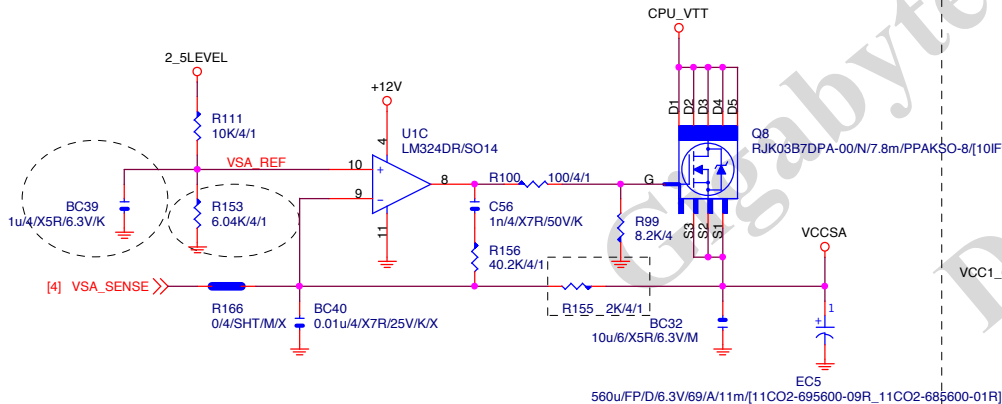 CPU_VTT
2_5LEVEL
+12V
D1
D2
D3
D4
D5
R111
10K/4/1
4
U1C
LM324DR/SO14
Q8
RJK03B7DPA-00/N/7.8m/PPAKSO-8/[10IF
VSA_REF
10
+
9
-
8
11
R100
100/4/1
G
BC39
1u/4/X5R/6.3V/K
R153
6.04K/4/1
C56
1n/4/X7R/50V/K
R99
8.2K/4
S3
S2
S1
R156
40.2K/4/1
VCCSA
VCC1_
[4] VSA_SENSE
R166
0/4/SHT/M/X
BC40
0.01u/4/X7R/25V/K/X
R155 2K/4/1
BC32
10u/6/X5R/6.3V/M
1
+
EC5
560u/FP/D/6.3V/69/A/11m/[11CO2-695600-09R_11CO2-685600-01R]
Gigabyte
D